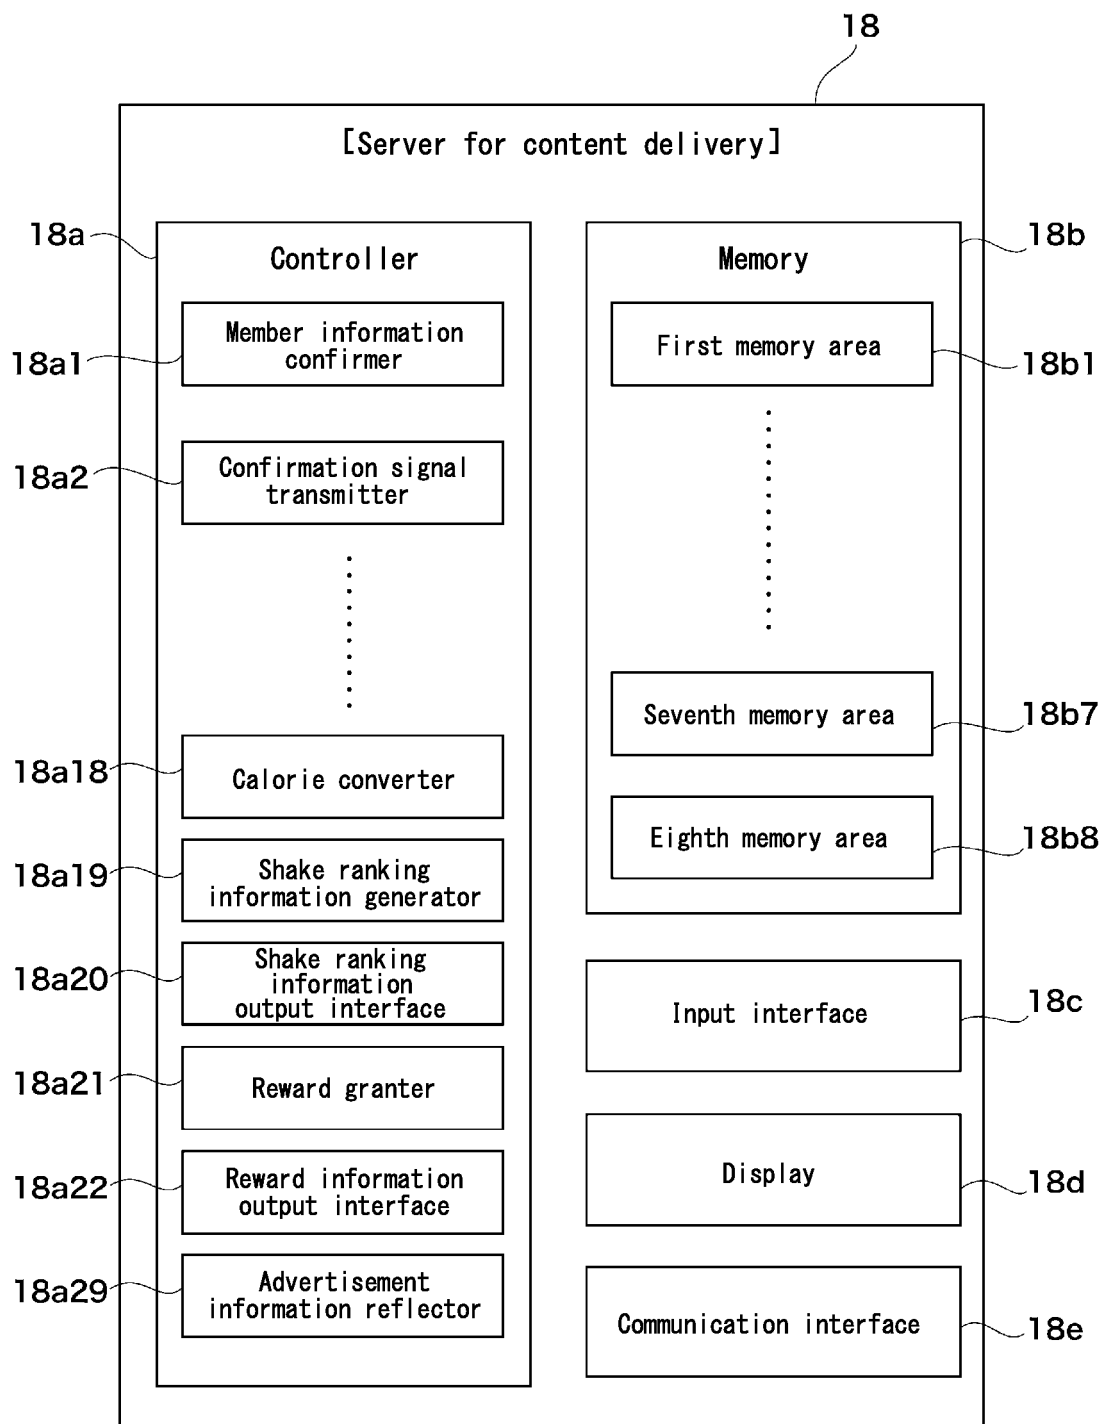 18
[Server for content delivery]
18a
Controller
18a1
Member information
confirmer
18a2
Confirmation signal
transmitter
18a18
Calorie converter
18a19
Shake ranking
information generator
18a20
Shake ranking
information
output interface
18a21
Reward granter
18a22
Reward information
output interface
18a29
Advertisement
information reflector
18b
Memory
First memory area
18b1
Seventh memory area
18b7
Eighth memory area
18b8
Input interface
18c
Display
18d
Communication interface
18e